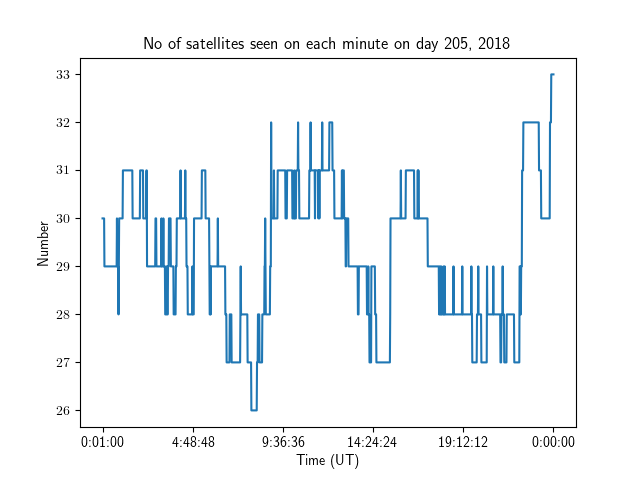 No of satellites seen on each minute on day 205, 2018
33
32
31
30
29
28
27
26
Number
0:01:00 4:48:48 9:36:36 14:24:24 19:12:12 0:00:00
Time (UT)